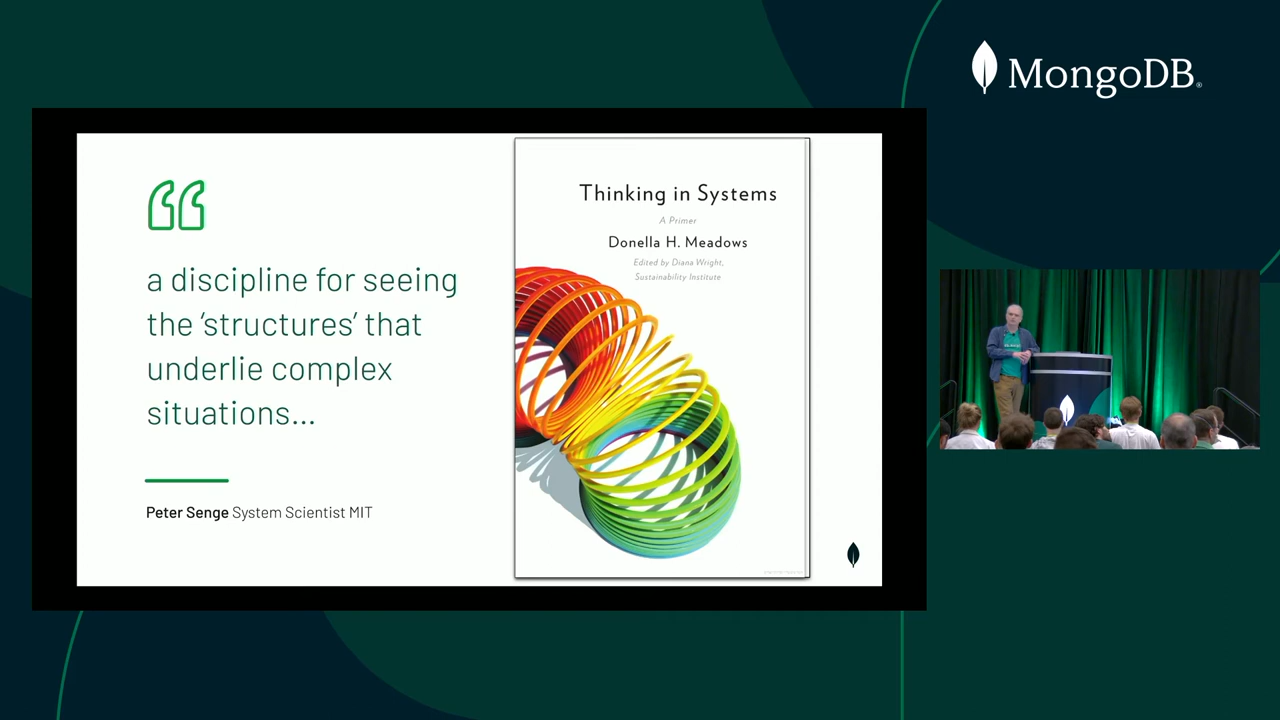 MongoDB®
a discipline for seeing
the ‘structures’ that
underlie complex
situations...
Peter Senge System Scientist MIT
Thinking in Systems
A Primer
Donella H. Meadows
Edited by Diana Wright,
Sustainability Institute